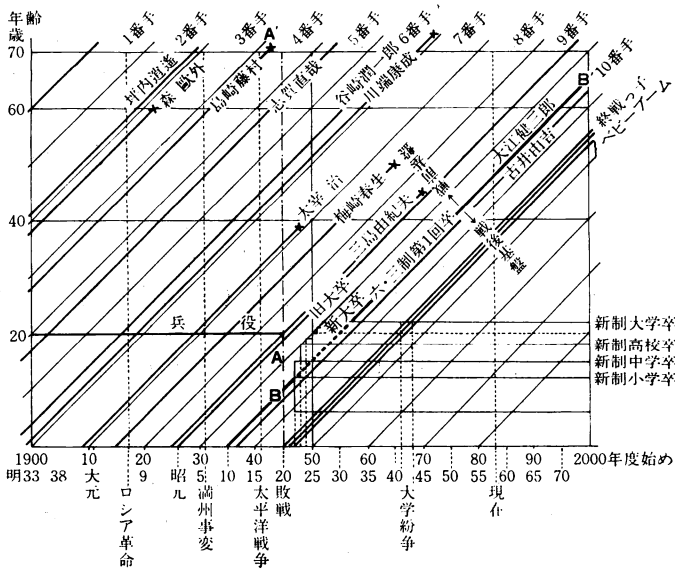 年齢
歳
70
60
40
20
1番手
2番手
3番手
4番手
5番手
6番手
7番手
8番手
9番手
10番手
終戦っ子
ベビーブーム
坪内逍遙
森鷗外
島崎藤村
A′
志賀直哉
谷崎潤一郎
川端康成
太宰治
梅崎春生
三島由紀夫
大江健三郎
古井由吉
B′
戦後基盤
旧大卒
新大卒
六・三制第1回卒
兵役
A
B
新制大学卒
新制高校卒
新制中学卒
新制小学卒
1900 10 20 30 40 50 60 70 80 90 2000年度始め
明33 38 大元 9 昭元 5 10 15 20 25 30 35 40 45 50 55 60 65 70
ロシア革命
満州事変
太平洋戦争
敗戦
大学紛争
現在